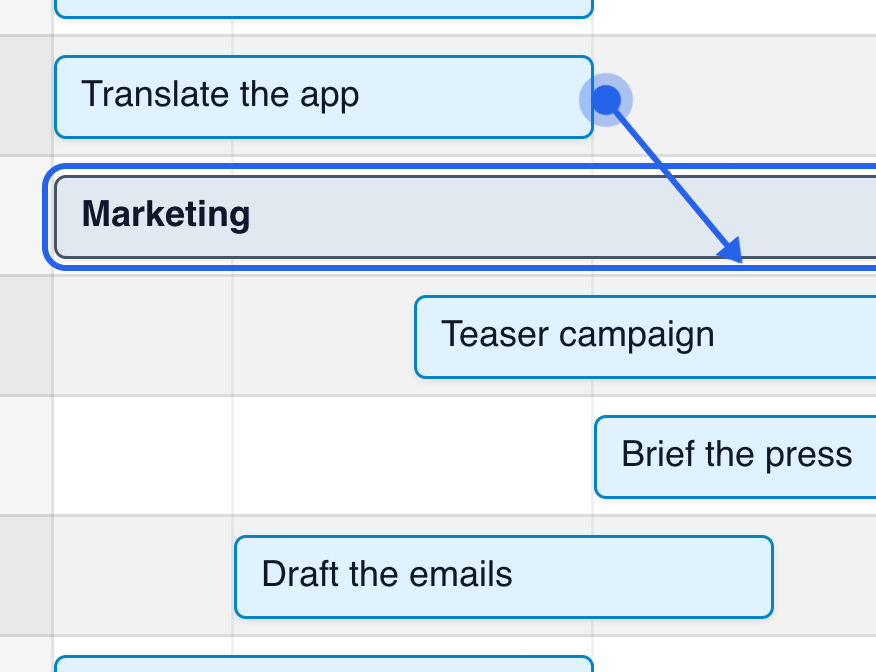 Translate the app
Marketing
Teaser campaign
Brief the press
Draft the emails